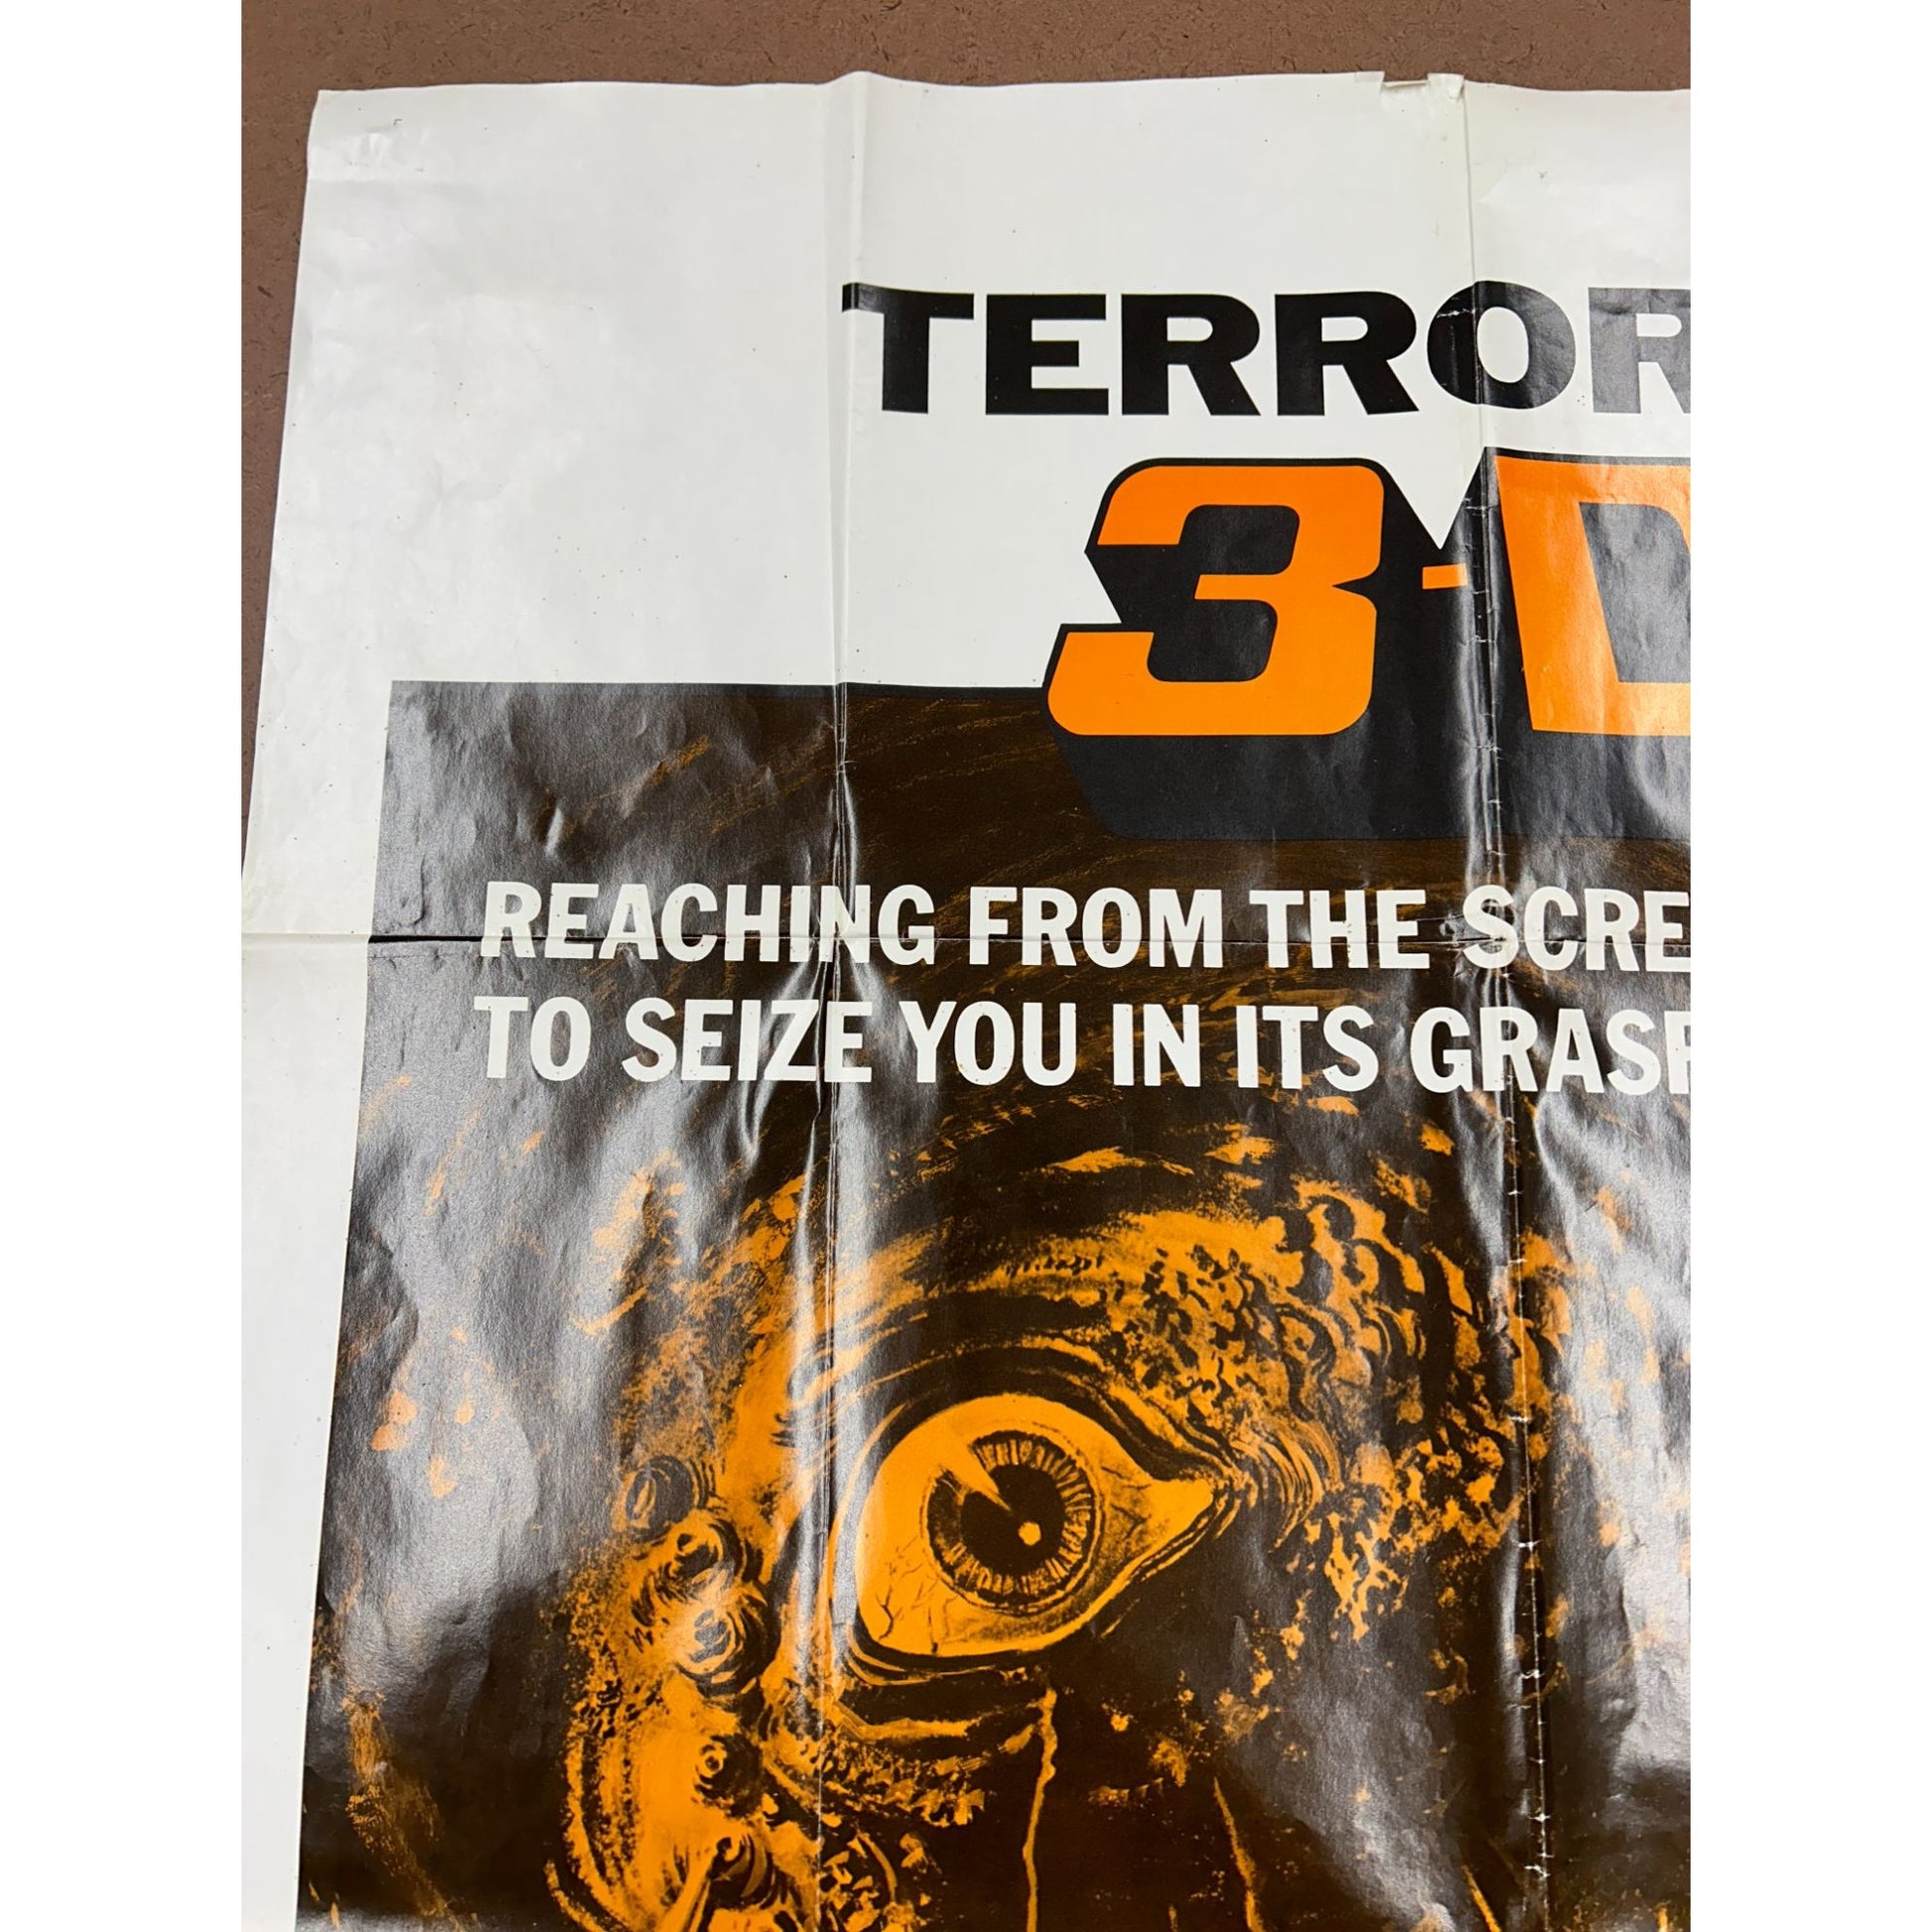 TERROR
3-D
REACHING FROM THE SCRE
TO SEIZE YOU IN ITS GRASP